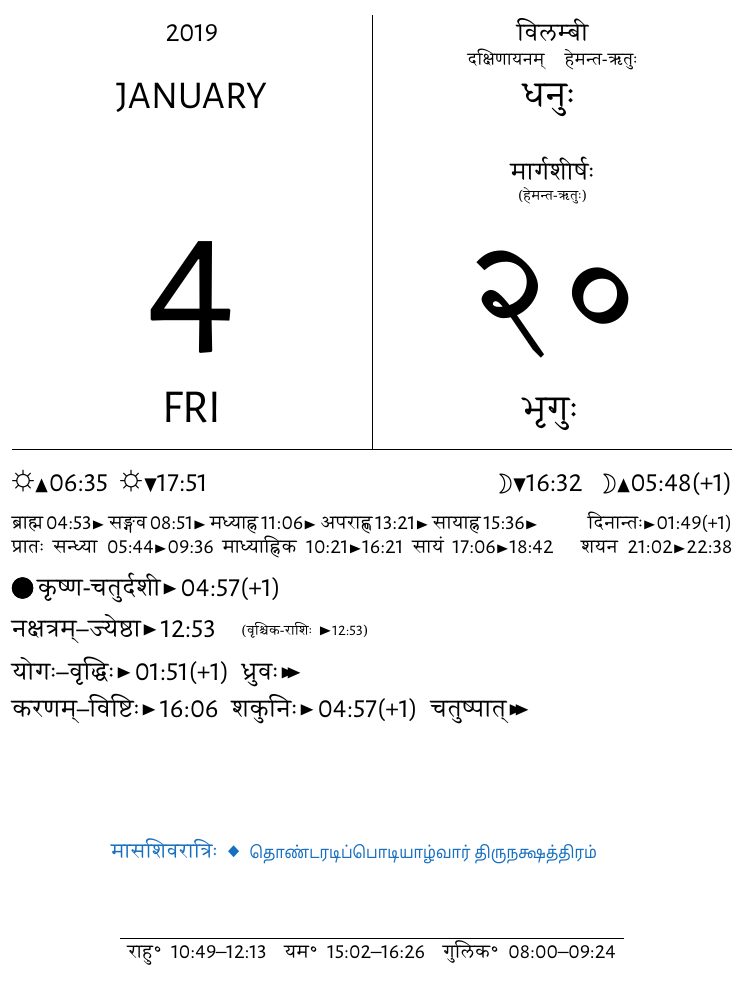 2019
JANUARY
4
FRI
विलम्बी
दक्षिणायनम् हेमन्त-ऋतुः
धनुः
मार्गशीर्षः
(हेमन्त-ऋतुः)
२०
भृगुः
☼▲06:35 ☼▼17:51 ☽▼16:32 ☽▲05:48(+1)
ब्राह्म 04:53► सङ्गव 08:51► मध्याह्न 11:06► अपराह्ण 13:21► सायाह्न 15:36► दिनान्तः►01:49(+1)
प्रातः सन्ध्या 05:44►09:36 माध्याह्निक 10:21►16:21 सायं 17:06►18:42 शयन 21:02►22:38
●कृष्ण-चतुर्दशी►04:57(+1)
नक्षत्रम्–ज्येष्ठा►12:53 (वृश्चिक-राशिः ►12:53)
योगः–वृद्धिः►01:51(+1) ध्रुवः►►
करणम्–विष्टिः►16:06 शकुनिः►04:57(+1) चतुष्पात्►►
मासशिवरात्रिः ◆ தொண்டரடிப்பொடியாழ்வார் திருநக்ஷத்திரம்
राहु॰ 10:49–12:13 यम॰ 15:02–16:26 गुलिक॰ 08:00–09:24